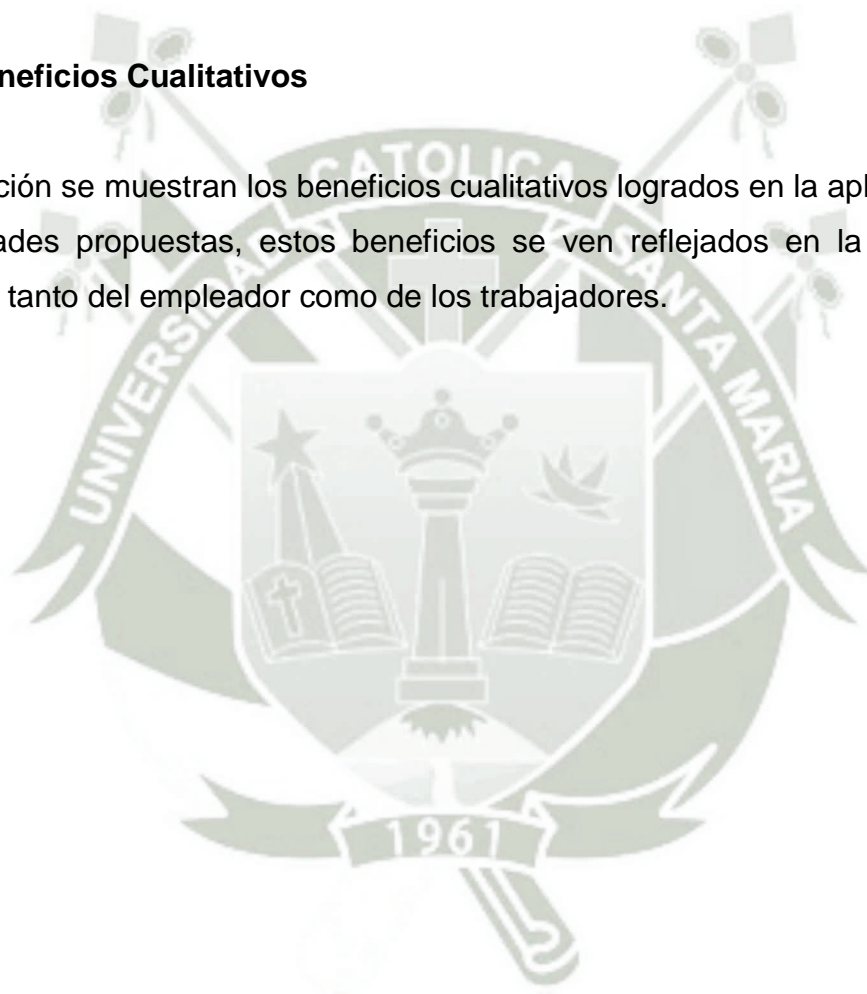 neficios Cualitativos
ción se muestran los beneficios cualitativos logrados en la apl
ades propuestas, estos beneficios se ven reflejados en la
tanto del empleador como de los trabajadores.
UNIVERSIDAD CATOLICA SANTA MARIA
1961